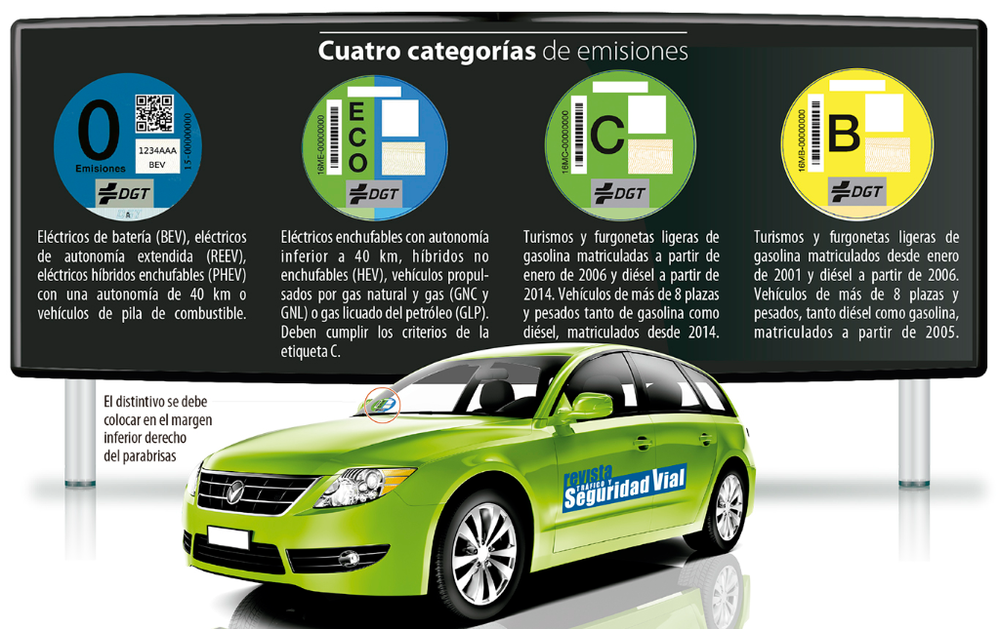 Cuatro categorías de emisiones
0
Emisiones
1234AAA
BEV
15-00000000
DGT
A
E
C
O
16ME-00000000
DGT
C
16MC-00000000
DGT
B
16MB-00000000
DGT
Eléctricos de batería (BEV), eléctricos
de autonomía extendida (REEV),
eléctricos híbridos enchufables (PHEV)
con una autonomía de 40 km o
vehículos de pila de combustible.
Eléctricos enchufables con autonomía
inferior a 40 km, híbridos no
enchufables (HEV), vehículos propul-
sados por gas natural y gas (GNC y
GNL) o gas licuado del petróleo (GLP).
Deben cumplir los criterios de la
etiqueta C.
Turismos y furgonetas ligeras de
gasolina matriculadas a partir de
enero de 2006 y diésel a partir de
2014. Vehículos de más de 8 plazas
y pesados tanto de gasolina como
diésel, matriculados desde 2014.
Turismos y furgonetas ligeras de
gasolina matriculados desde enero
de 2001 y diésel a partir de 2006.
Vehículos de más de 8 plazas y
pesados, tanto diésel como gasolina,
matriculados a partir de 2005.
El distintivo se debe
colocar en el margen
inferior derecho
del parabrisas
revista
TRÁFICO Y
Seguridad Vial